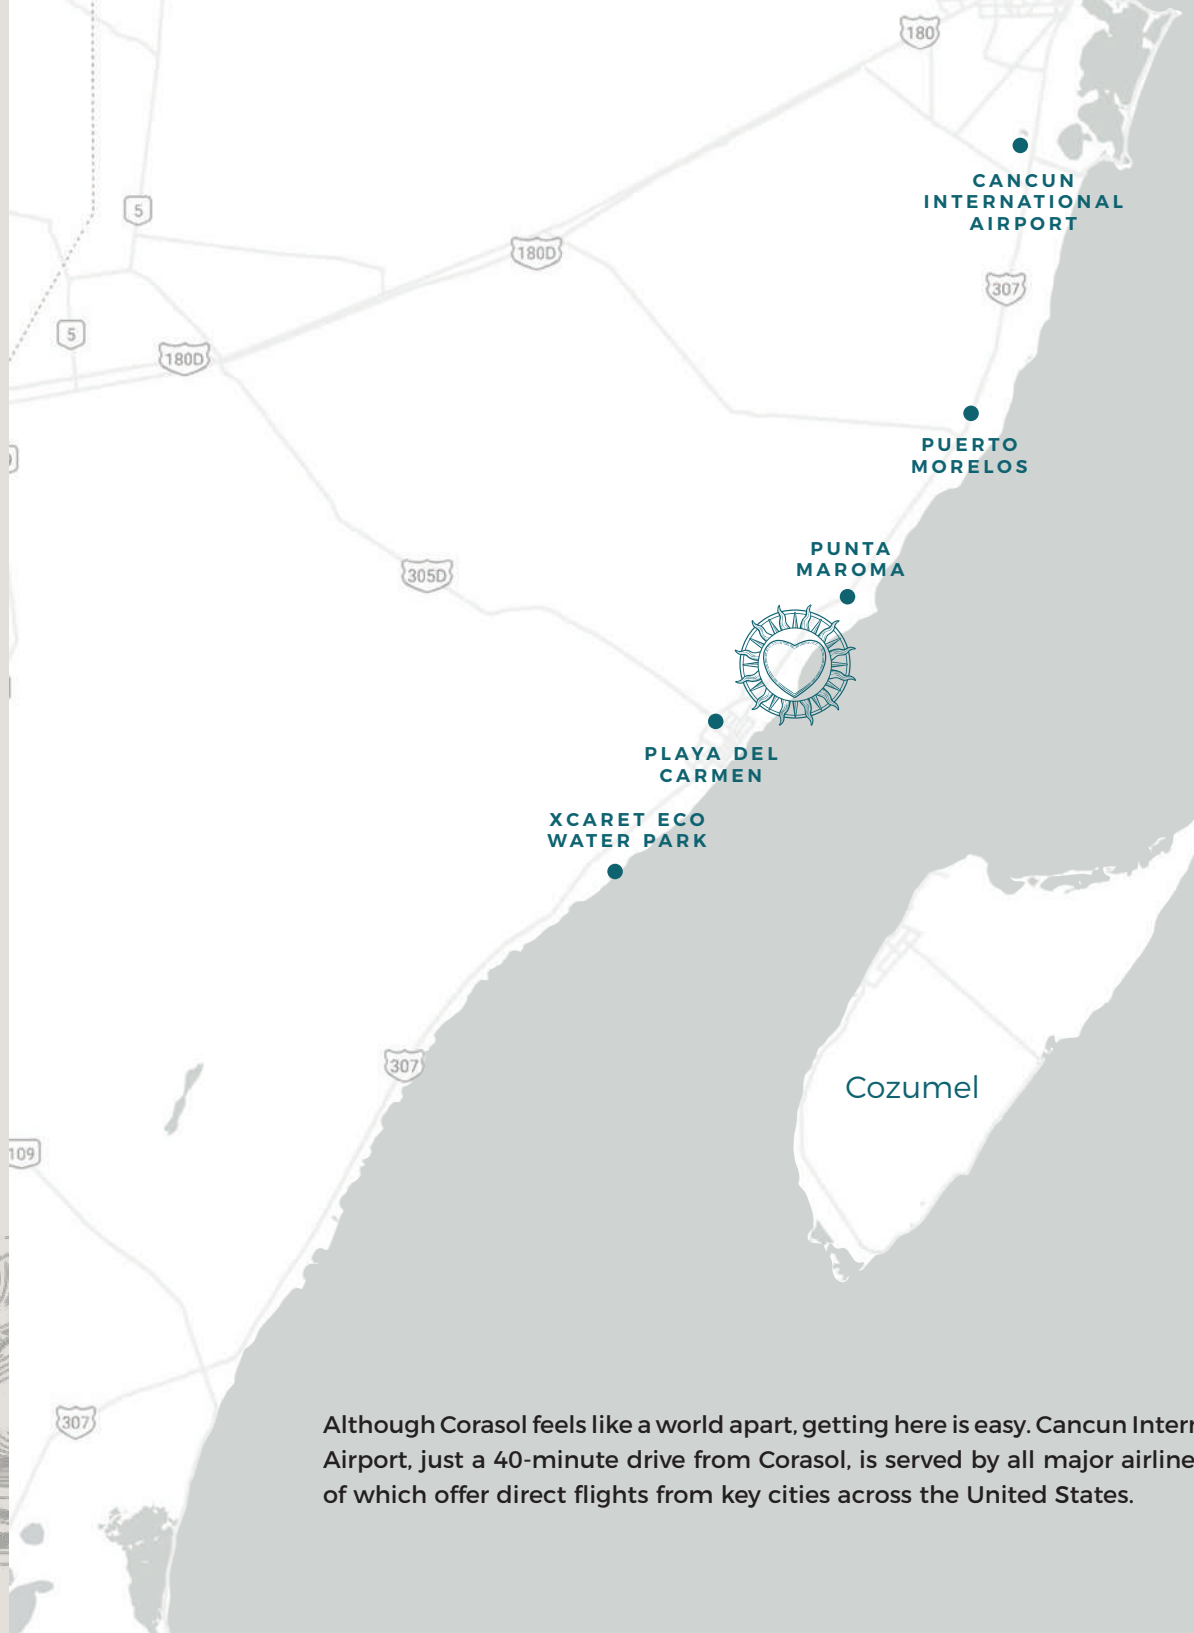 180
CANCUN
INTERNATIONAL
AIRPORT
5
180D
307
5
180D
PUERTO
MORELOS
PUNTA
MAROMA
305D
PLAYA DEL
CARMEN
XCARET ECO
WATER PARK
307
Cozumel
109
307
Although Corasol feels like a world apart, getting here is easy. Cancun
Airport, just a 40-minute drive from Corasol, is served by all major
of which offer direct flights from key cities across the United States.